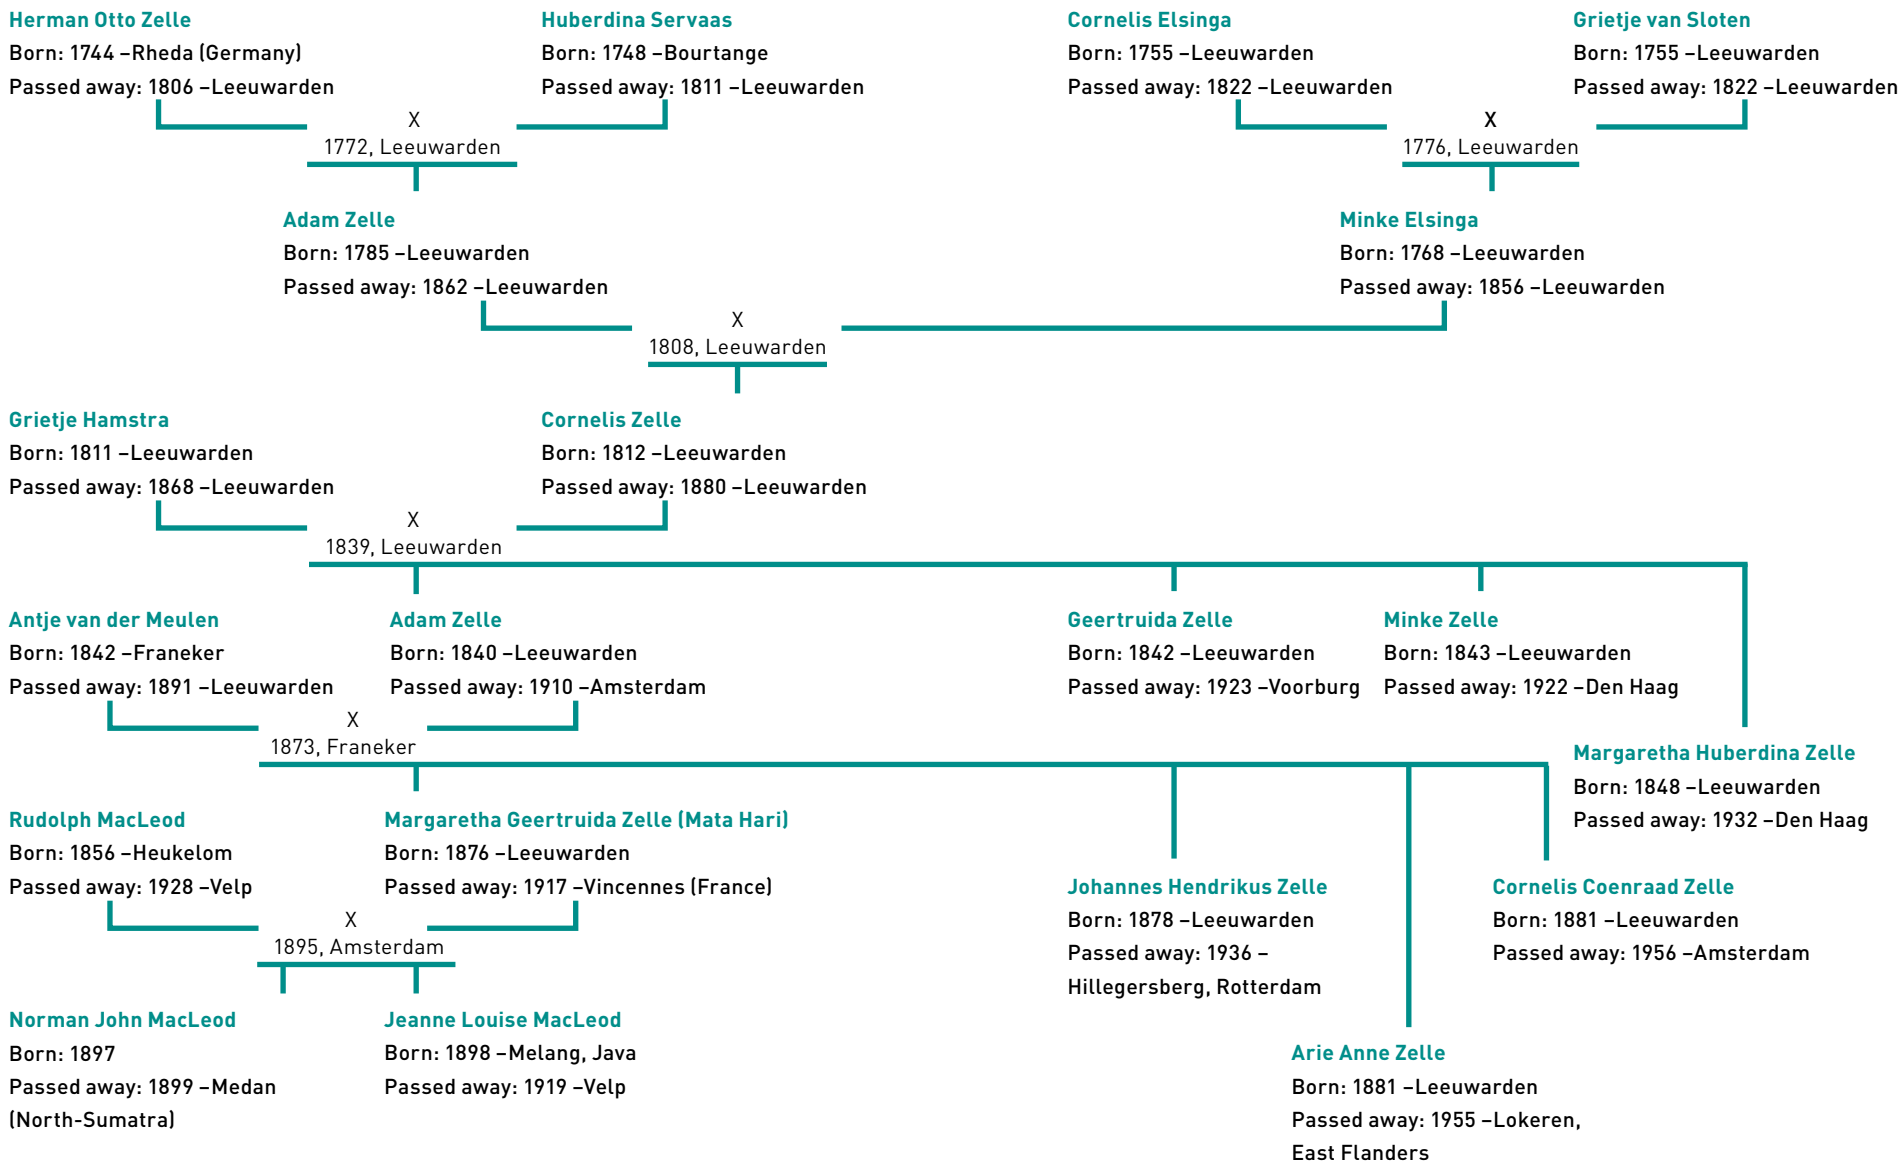 Herman Otto Zelle
Born: 1744 –Rheda (Germany)
Passed away: 1806 –Leeuwarden
Huberdina Servaas
Born: 1748 –Bourtange
Passed away: 1811 –Leeuwarden
Cornelis Elsinga
Born: 1755 –Leeuwarden
Passed away: 1822 –Leeuwarden
Grietje van Sloten
Born: 1755 –Leeuwarden
Passed away: 1822 –Leeuwarden
X
1772, Leeuwarden
X
1776, Leeuwarden
Adam Zelle
Born: 1785 –Leeuwarden
Passed away: 1862 –Leeuwarden
Minke Elsinga
Born: 1768 –Leeuwarden
Passed away: 1856 –Leeuwarden
X
1808, Leeuwarden
Grietje Hamstra
Born: 1811 –Leeuwarden
Passed away: 1868 –Leeuwarden
Cornelis Zelle
Born: 1812 –Leeuwarden
Passed away: 1880 –Leeuwarden
X
1839, Leeuwarden
Antje van der Meulen
Born: 1842 –Franeker
Passed away: 1891 –Leeuwarden
Adam Zelle
Born: 1840 –Leeuwarden
Passed away: 1910 –Amsterdam
Geertruida Zelle
Born: 1842 –Leeuwarden
Passed away: 1923 –Voorburg
Minke Zelle
Born: 1843 –Leeuwarden
Passed away: 1922 –Den Haag
Margaretha Huberdina Zelle
Born: 1848 –Leeuwarden
Passed away: 1932 –Den Haag
X
1873, Franeker
Rudolph MacLeod
Born: 1856 –Heukelom
Passed away: 1928 –Velp
Margaretha Geertruida Zelle (Mata Hari)
Born: 1876 –Leeuwarden
Passed away: 1917 –Vincennes (France)
Johannes Hendrikus Zelle
Born: 1878 –Leeuwarden
Passed away: 1936 –
Hillegersberg, Rotterdam
Cornelis Coenraad Zelle
Born: 1881 –Leeuwarden
Passed away: 1956 –Amsterdam
X
1895, Amsterdam
Norman John MacLeod
Born: 1897
Passed away: 1899 –Medan
(North-Sumatra)
Jeanne Louise MacLeod
Born: 1898 –Melang, Java
Passed away: 1919 –Velp
Arie Anne Zelle
Born: 1881 –Leeuwarden
Passed away: 1955 –Lokeren,
East Flanders